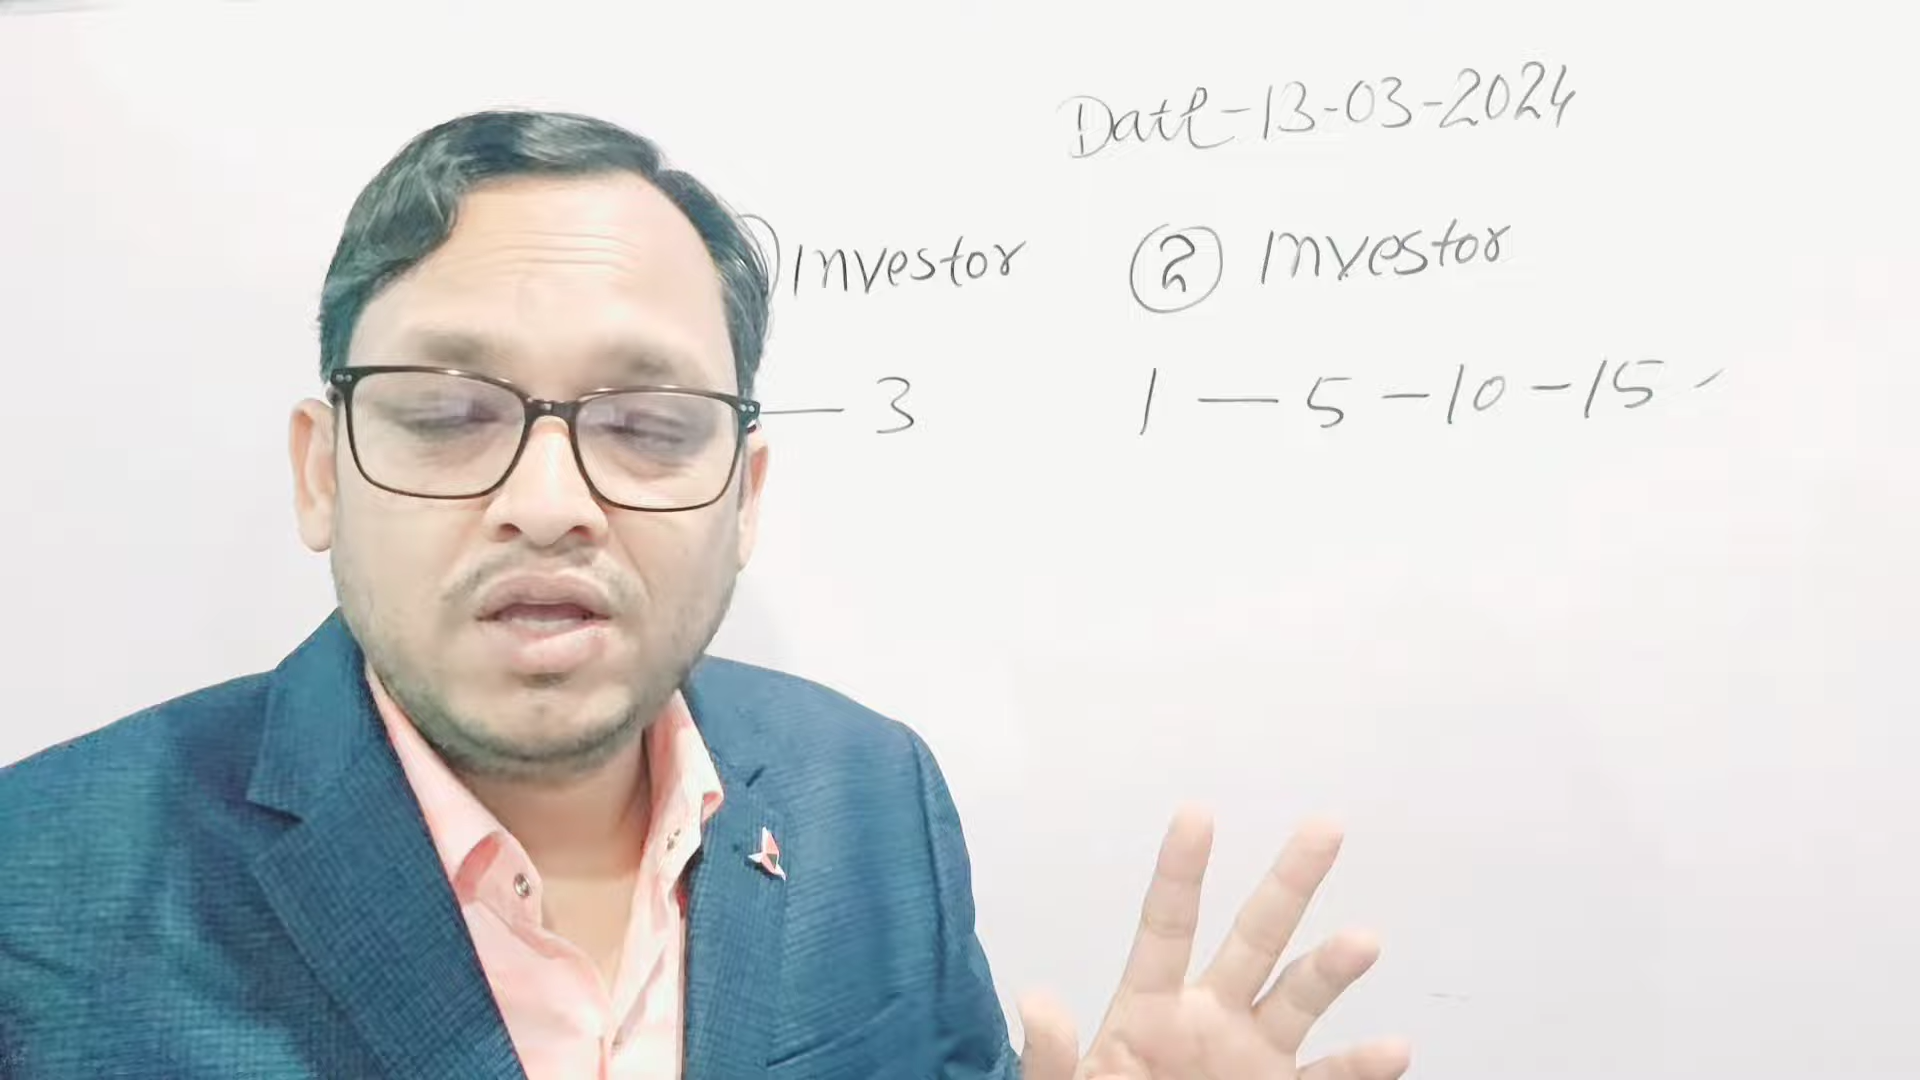 Date-13-03-2024
Investor ② Investor
— 3 1 — 5 — 10 — 15 -